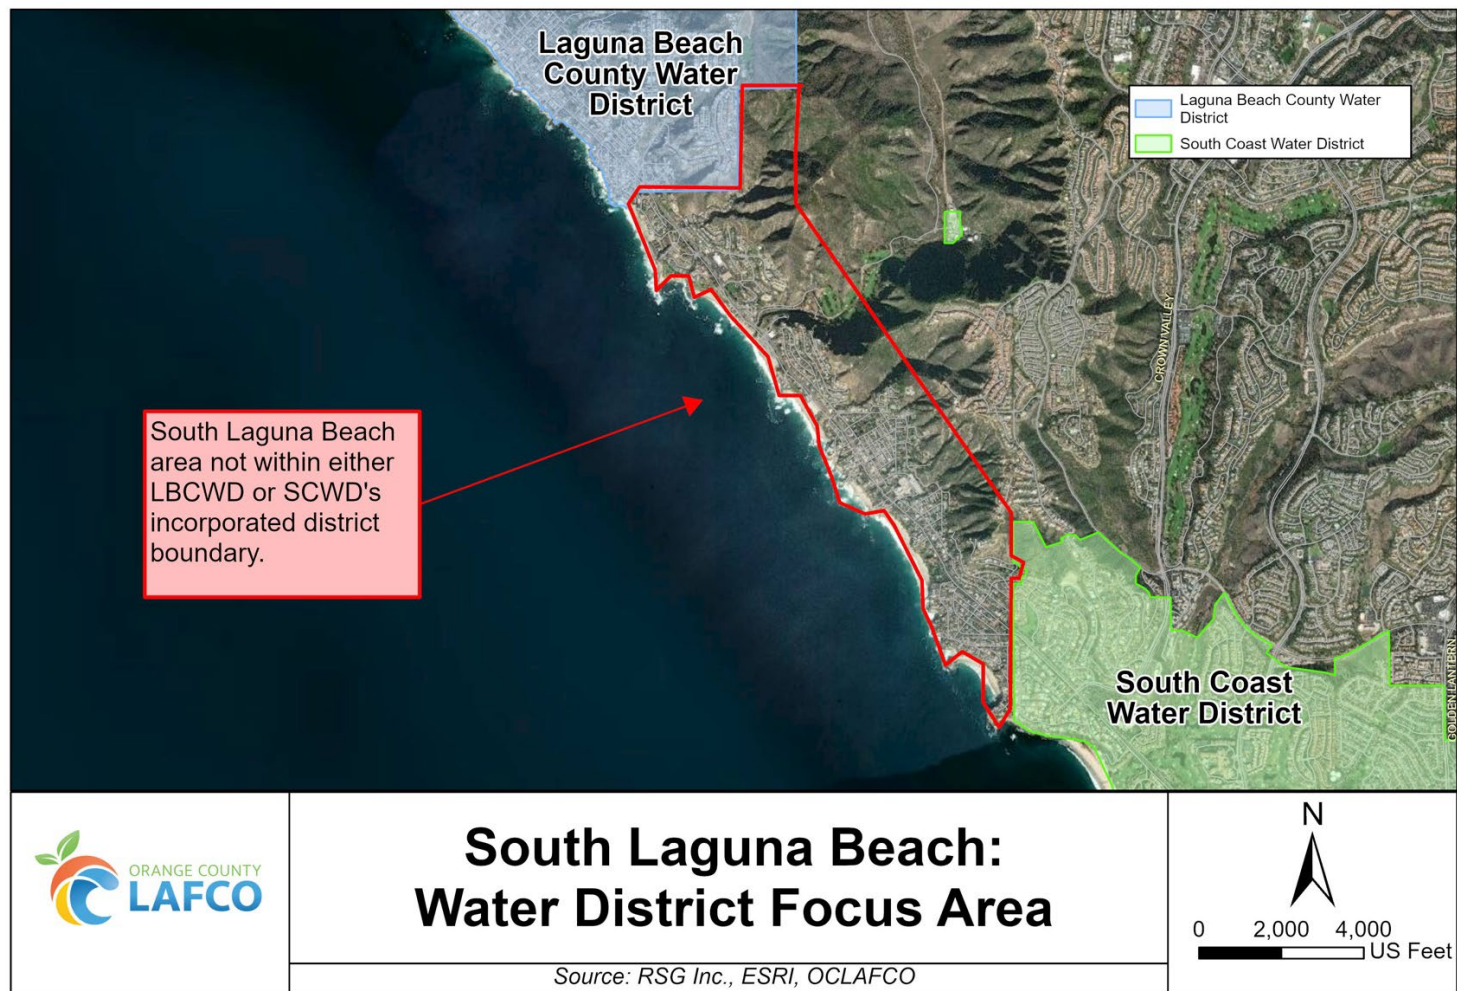 Laguna Beach
County Water
District
Laguna Beach County Water
District
South Coast Water District
CROWN VALLEY
South Laguna Beach
area not within either
LBCWD or SCWD's
incorporated district
boundary.
South Coast
Water District
GOLDEN LANTERN
ORANGE COUNTY
LAFCO
South Laguna Beach:
Water District Focus Area
Source: RSG Inc., ESRI, OCLAFCO
N
0 2,000 4,000
US Feet